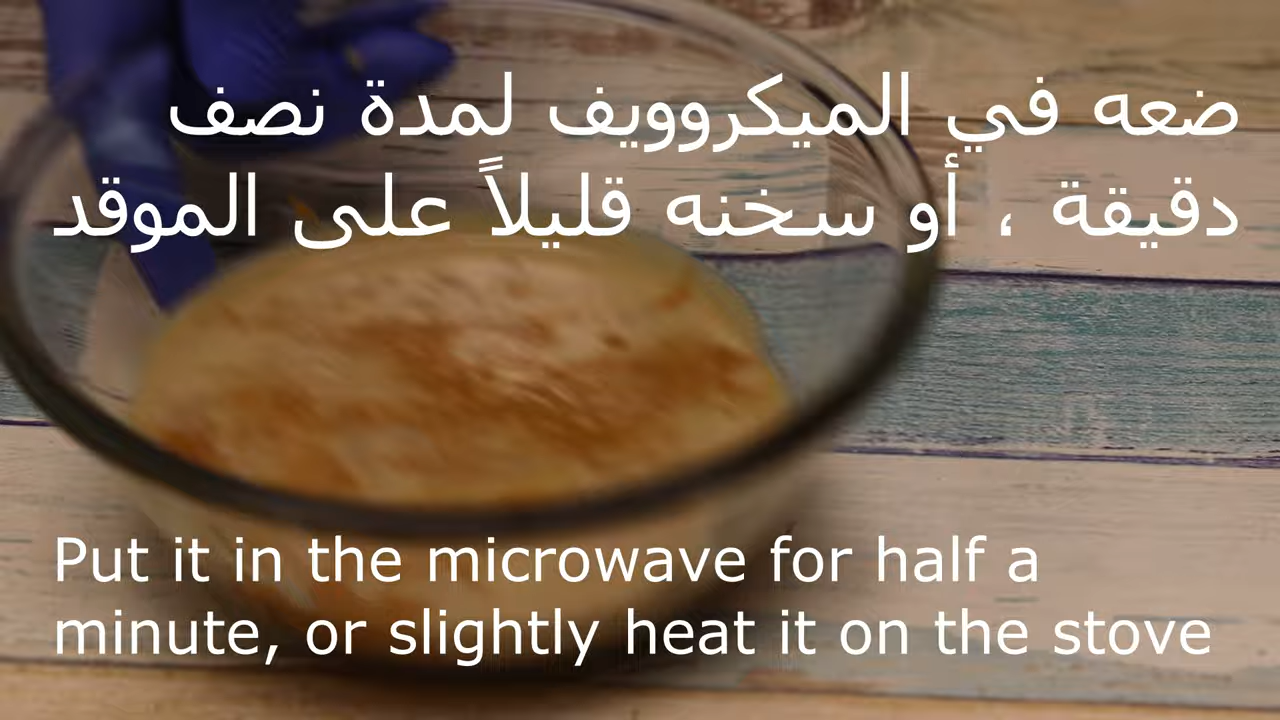 ضعه في الميكروويف لمدة نصف
دقيقة ، أو سخنه قليلاً على الموقد
Put it in the microwave for half a
minute, or slightly heat it on the stove